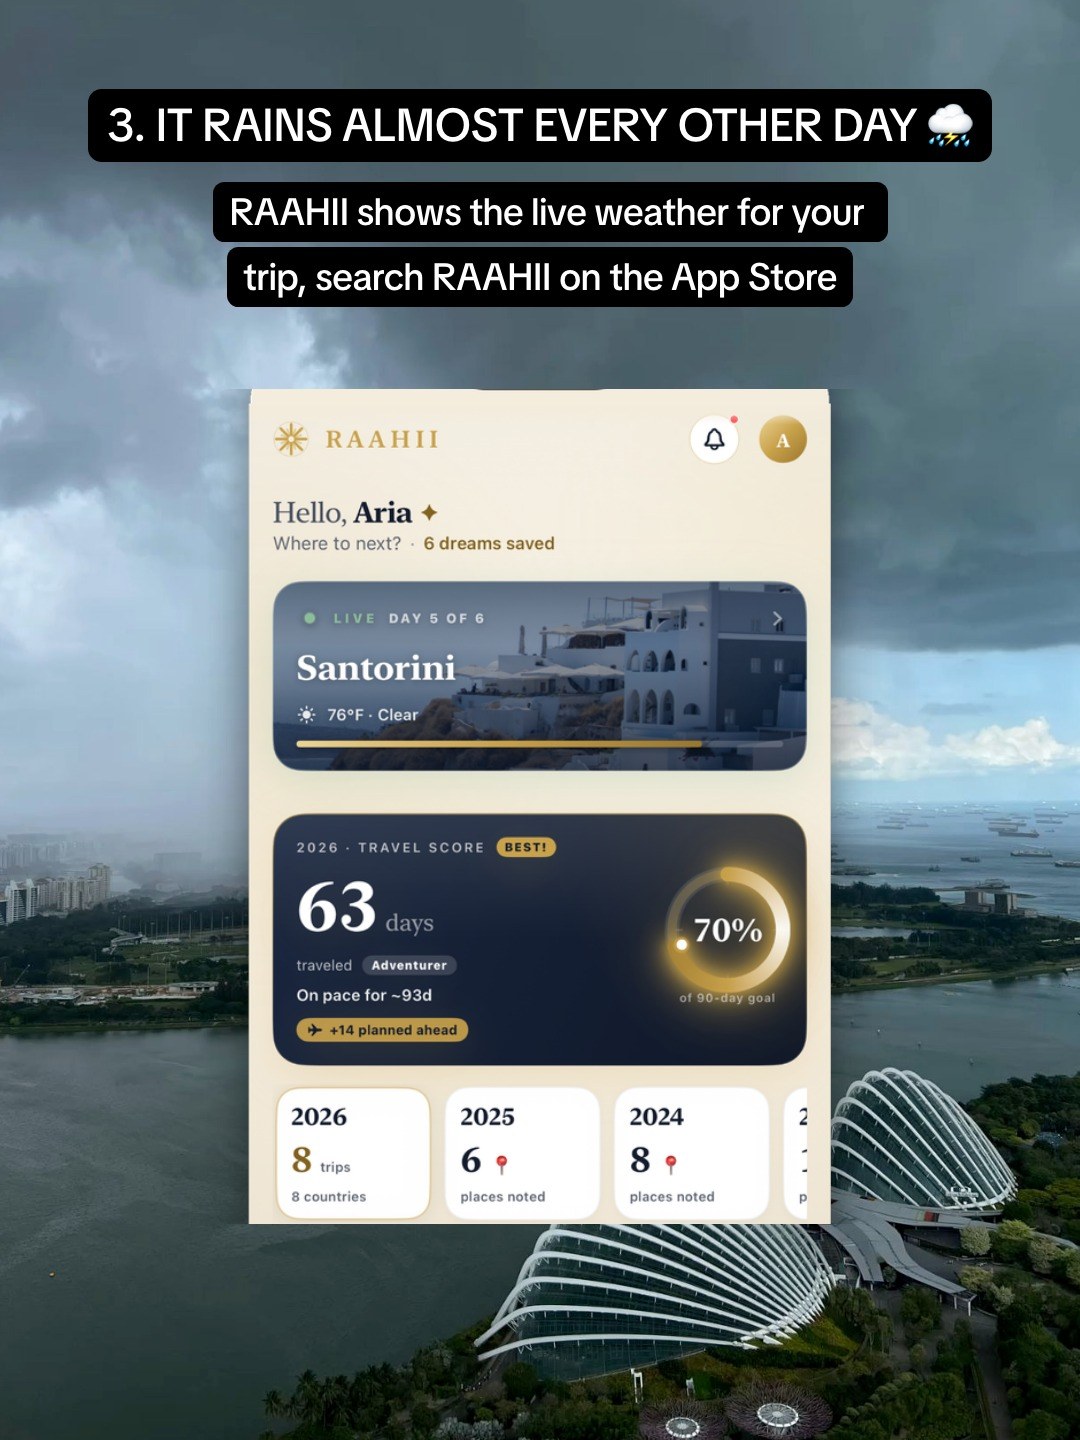 3. IT RAINS ALMOST EVERY OTHER DAY ⛈️
RAAHII shows the live weather for your
trip, search RAAHII on the App Store
RAAHII
A
Hello, Aria ✦
Where to next? · 6 dreams saved
LIVE DAY 5 OF 6
Santorini
76°F · Clear
2026 · TRAVEL SCORE BEST!
63 days
70%
traveled Adventurer
of 90-day goal
On pace for ~93d
+14 planned ahead
2026
8 trips
8 countries
2025
6 📍
places noted
2024
8 📍
places noted